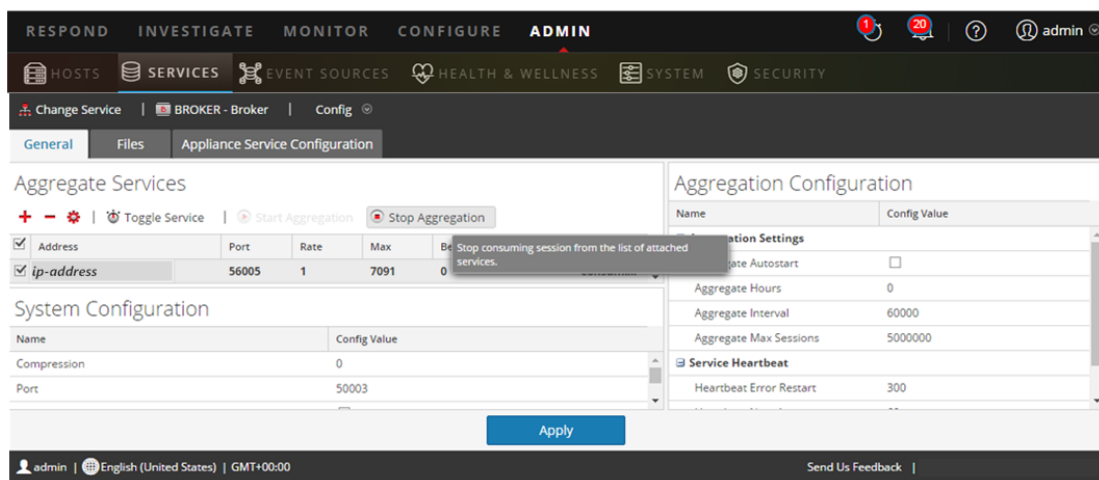 RESPOND INVESTIGATE MONITOR CONFIGURE ADMIN 1 20 admin
HOSTS SERVICES EVENT SOURCES HEALTH & WELLNESS SYSTEM SECURITY
Change Service | BROKER - Broker | Config
General Files Appliance Service Configuration
Aggregate Services
Toggle Service | Start Aggregation Stop Aggregation
Address Port Rate Max Be
Stop consuming session from the list of attached
services.
ip-address 56005 1 7091 0
System Configuration
Name Config Value
Compression 0
Port 50003
Aggregation Configuration
Name Config Value
ation Settings
gate Autostart
Aggregate Hours 0
Aggregate Interval 60000
Aggregate Max Sessions 5000000
Service Heartbeat
Heartbeat Error Restart 300
Apply
admin | English (United States) | GMT+00:00 Send Us Feedback |